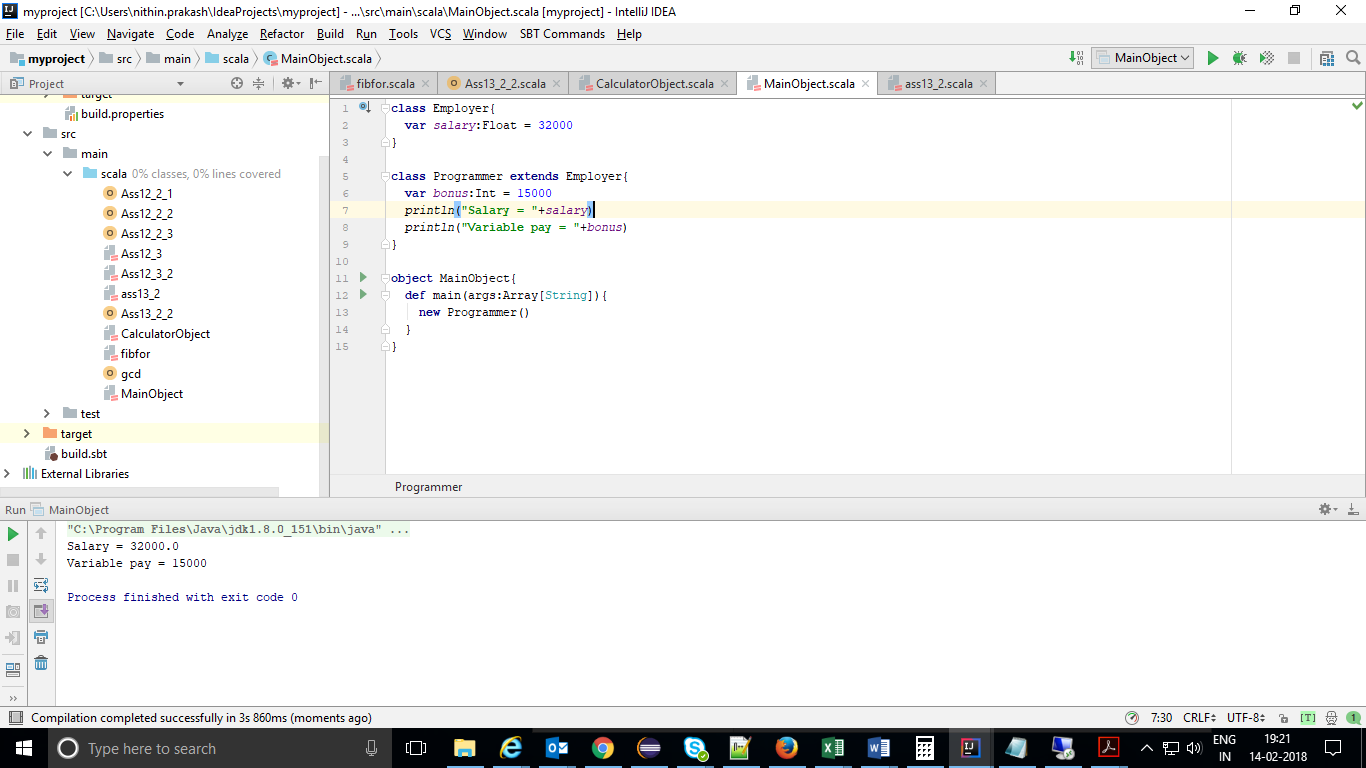 myproject [C:\Users\nithin.prakash\IdeaProjects\myproject] - ...\src\main\scala\MainObject.scala [myproject] - IntelliJ IDEA
File Edit View Navigate Code Analyze Refactor Build Run Tools VCS Window SBT Commands Help
myproject src main scala MainObject.scala MainObject
Project fibfor.scala Ass13_2_2.scala CalculatorObject.scala MainObject.scala ass13_2.scala
target
build.properties
src
main
scala 0% classes, 0% lines covered
Ass12_2_1
Ass12_2_2
Ass12_2_3
Ass12_3
Ass12_3_2
ass13_2
Ass13_2_2
CalculatorObject
fibfor
gcd
MainObject
test
target
build.sbt
External Libraries
1 class Employer{
2 var salary:Float = 32000
3 }
4
5 class Programmer extends Employer{
6 var bonus:Int = 15000
7 println("Salary = "+salary)
8 println("Variable pay = "+bonus)
9 }
10
11 object MainObject{
12 def main(args:Array[String]){
13 new Programmer()
14 }
15 }
Programmer
Run MainObject
"C:\Program Files\Java\jdk1.8.0_151\bin\java" ...
Salary = 32000.0
Variable pay = 15000
Process finished with exit code 0
Compilation completed successfully in 3s 860ms (moments ago) 7:30 CRLF UTF-8 [T] 1
Type here to search
ENG
IN
19:21
14-02-2018